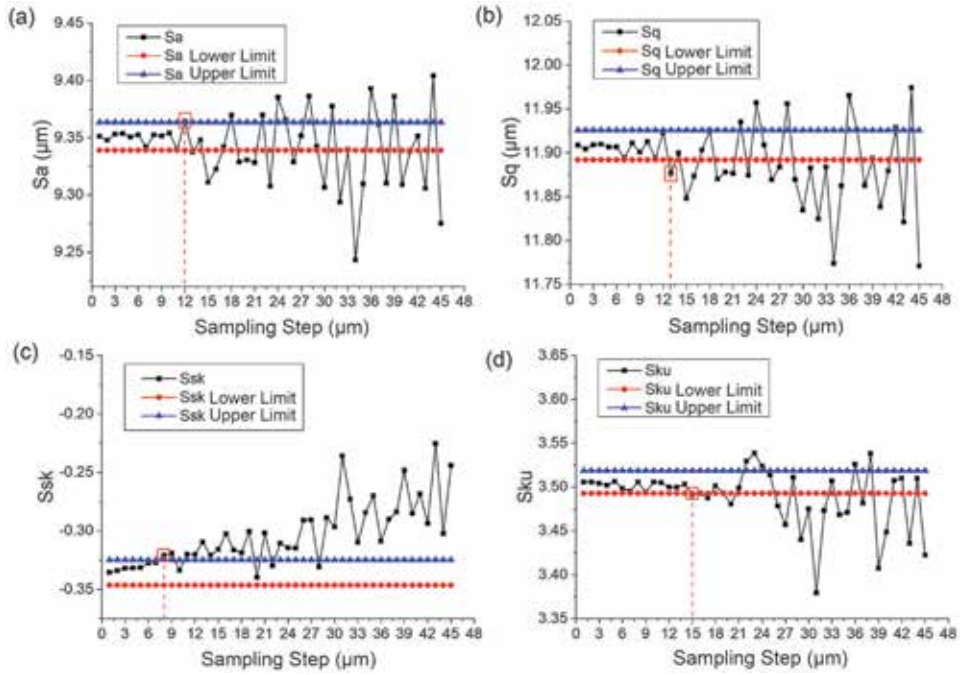 (a)
9.45
9.40
9.35
9.30
9.25
Sa (μm)
Sa
Sa Lower Limit
Sa Upper Limit
0 3 6 9 12 15 18 21 24 27 30 33 36 39 42 45 48
Sampling Step (μm)
(b)
12.05
12.00
11.95
11.90
11.85
11.80
11.75
Sq (μm)
Sq
Sq Lower Limit
Sq Upper Limit
0 3 6 9 12 15 18 21 24 27 30 33 36 39 42 45 48
Sampling Step (μm)
(c)
-0.15
-0.20
-0.25
-0.30
-0.35
Ssk
Ssk
Ssk Lower Limit
Ssk Upper Limit
0 3 6 8 9 12 15 18 21 24 27 30 33 36 39 42 45 48
Sampling Step (μm)
(d)
3.65
3.60
3.55
3.50
3.45
3.40
3.35
Sku
Sku
Sku Lower Limit
Sku Upper Limit
0 3 6 9 12 15 18 21 24 27 30 33 36 39 42 45 48
Sampling Step (μm)